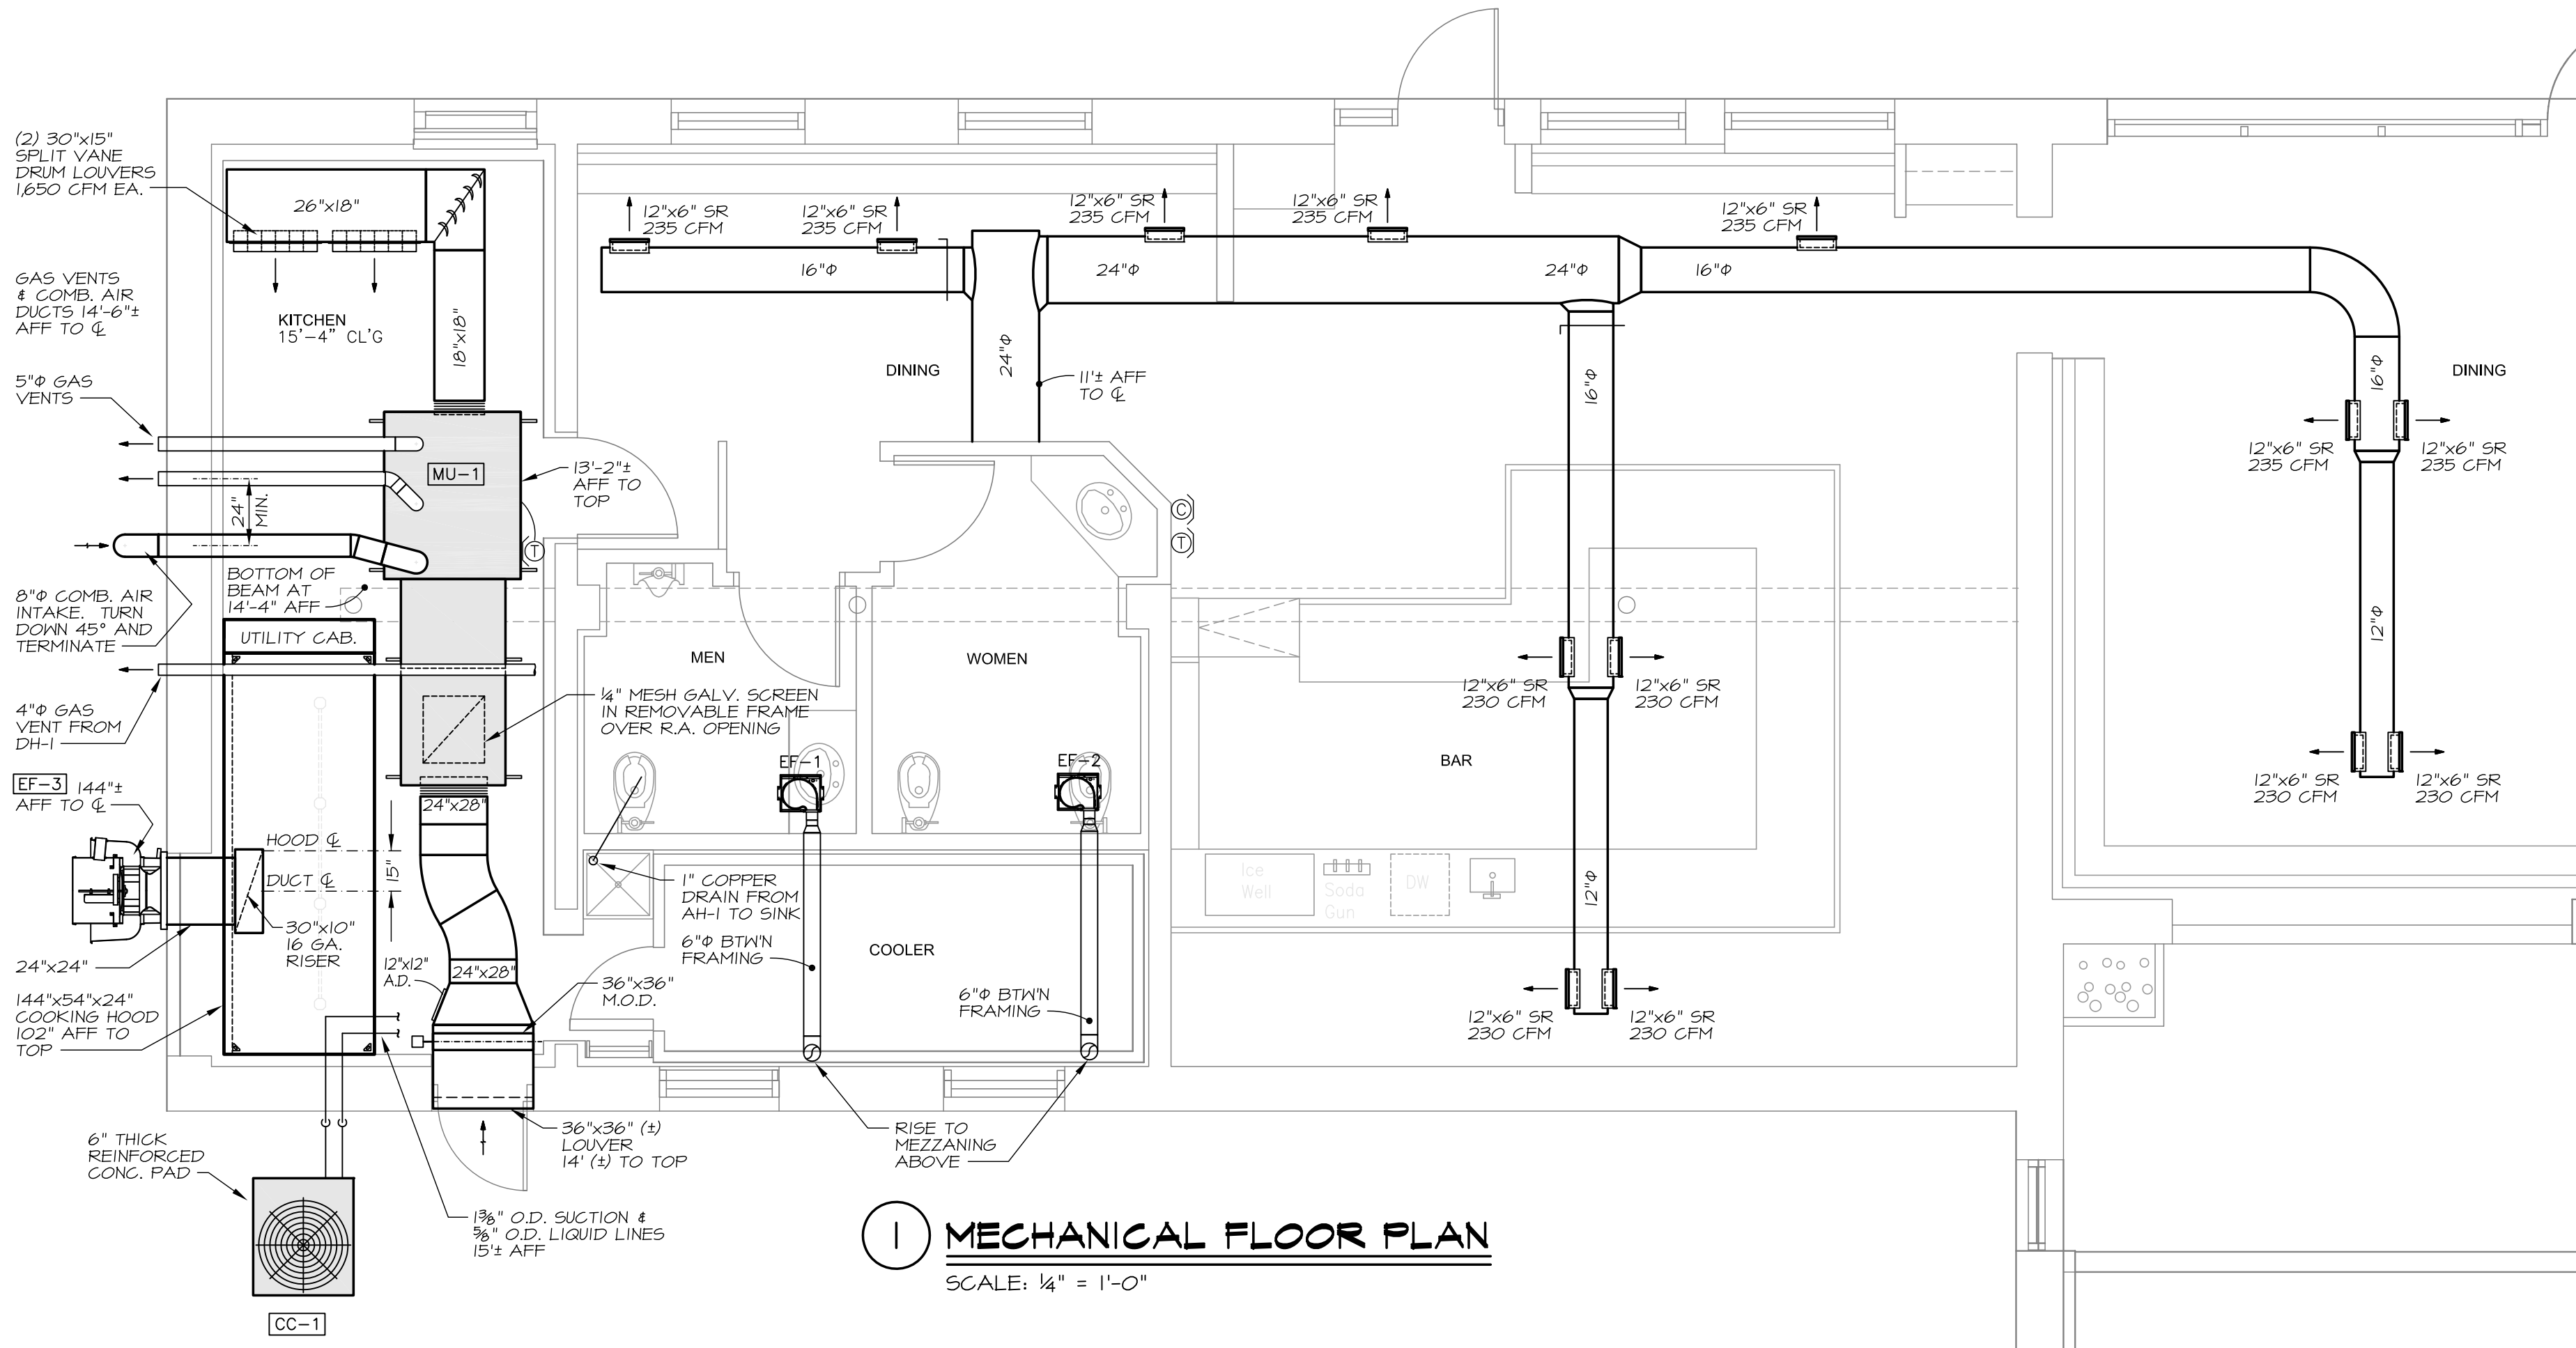 (2) 30"x15"
SPLIT VANE
DRUM LOUVERS
1,650 CFM EA.
26"x18"
GAS VENTS
& COMB. AIR
DUCTS 14'-6"±
AFF TO ℄
KITCHEN
15'-4" CL'G
18"x18"
5"Φ GAS
VENTS
MU-1
24"
MIN.
13'-2"±
AFF TO
TOP
T
8"Φ COMB. AIR
INTAKE. TURN
DOWN 45° AND
TERMINATE
BOTTOM OF
BEAM AT
14'-4" AFF
UTILITY CAB.
4"Φ GAS
VENT FROM
DH-1
¼" MESH GALV. SCREEN
IN REMOVABLE FRAME
OVER R.A. OPENING
EF-3 144"±
AFF TO ℄
24"x28"
HOOD ℄
DUCT ℄
15"
30"x10"
16 GA.
RISER
24"x24"
144"x54"x24"
COOKING HOOD
102" AFF TO
TOP
12"x12"
A.D.
24"x28"
36"x36"
M.O.D.
1" COPPER
DRAIN FROM
AH-1 TO SINK
6"Φ BTW'N
FRAMING
6"Φ BTW'N
FRAMING
COOLER
36"x36" (±)
LOUVER
14' (±) TO TOP
RISE TO
MEZZANING
ABOVE
6" THICK
REINFORCED
CONC. PAD
1⅜" O.D. SUCTION &
⅝" O.D. LIQUID LINES
15'± AFF
CC-1
MEN
WOMEN
EF-1
EF-2
12"x6" SR
235 CFM
12"x6" SR
235 CFM
12"x6" SR
235 CFM
12"x6" SR
235 CFM
12"x6" SR
235 CFM
16"Φ
24"Φ
24"Φ
16"Φ
DINING
24"Φ
11'± AFF
TO ℄
C
T
16"Φ
16"Φ
DINING
12"x6" SR
235 CFM
12"x6" SR
235 CFM
12"Φ
12"x6" SR
230 CFM
12"x6" SR
230 CFM
BAR
12"x6" SR
230 CFM
12"x6" SR
230 CFM
Ice
Well
Soda
Gun
DW
12"Φ
12"x6" SR
230 CFM
12"x6" SR
230 CFM
1 MECHANICAL FLOOR PLAN
SCALE: ¼" = 1'-0"